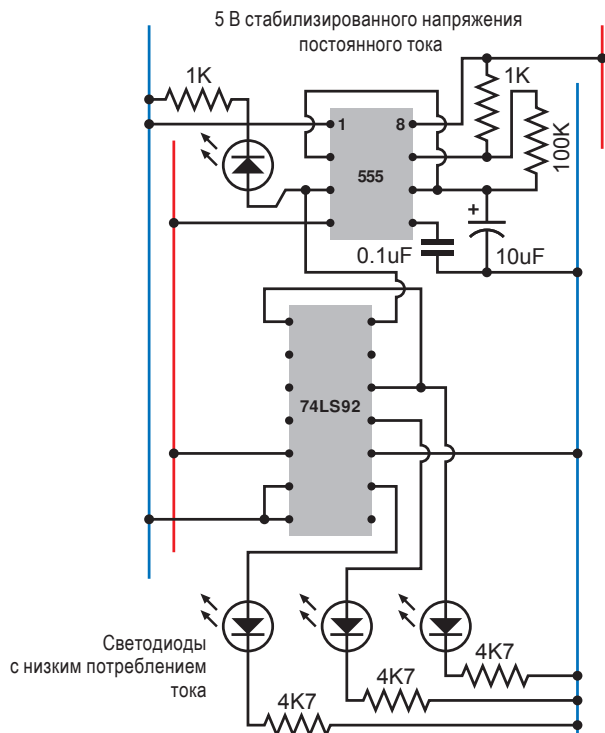 5 В стабилизированного напряжения
постоянного тока
1K
1K
1
8
100K
555
+
0.1uF
10uF
74LS92
Светодиоды
с низким потреблением
тока
4K7
4K7
4K7